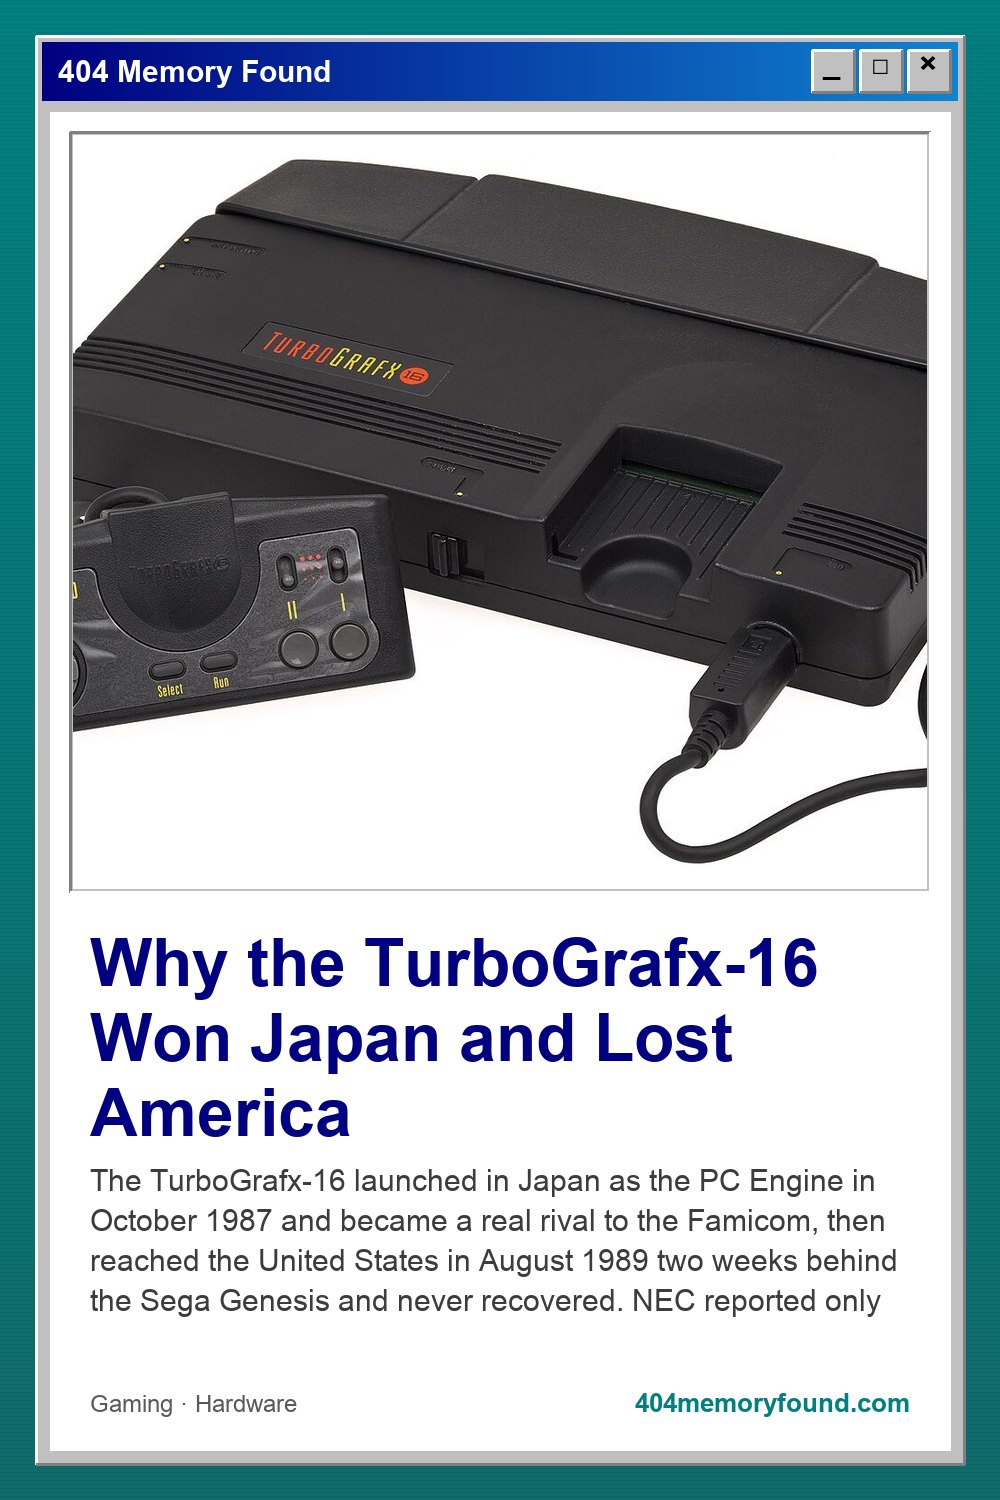 404 Memory Found
TURBOGRAFX 16
II I
Select Run
Why the TurboGrafx-16
Won Japan and Lost
America
The TurboGrafx-16 launched in Japan as the PC Engine in
October 1987 and became a real rival to the Famicom, then
reached the United States in August 1989 two weeks behind
the Sega Genesis and never recovered. NEC reported only
Gaming · Hardware
404memoryfound.com